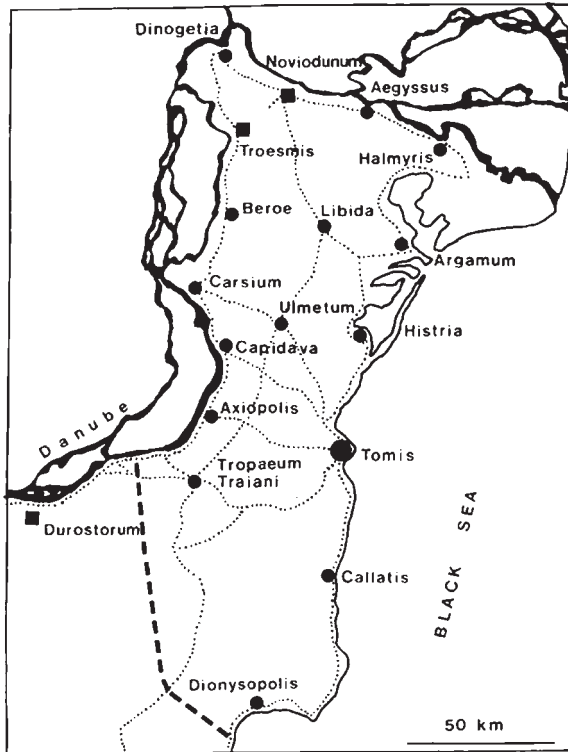 Dinogetia
Noviodunum
Aegyssus
Troesmis
Halmyris
Beroe
Libida
Argamum
Carsium
Ulmetum
Histria
Capidava
Danube
Axiopolis
Tropaeum
Traiani
Tomis
Durostorum
Callatis
BLACK SEA
Dionysopolis
50 km